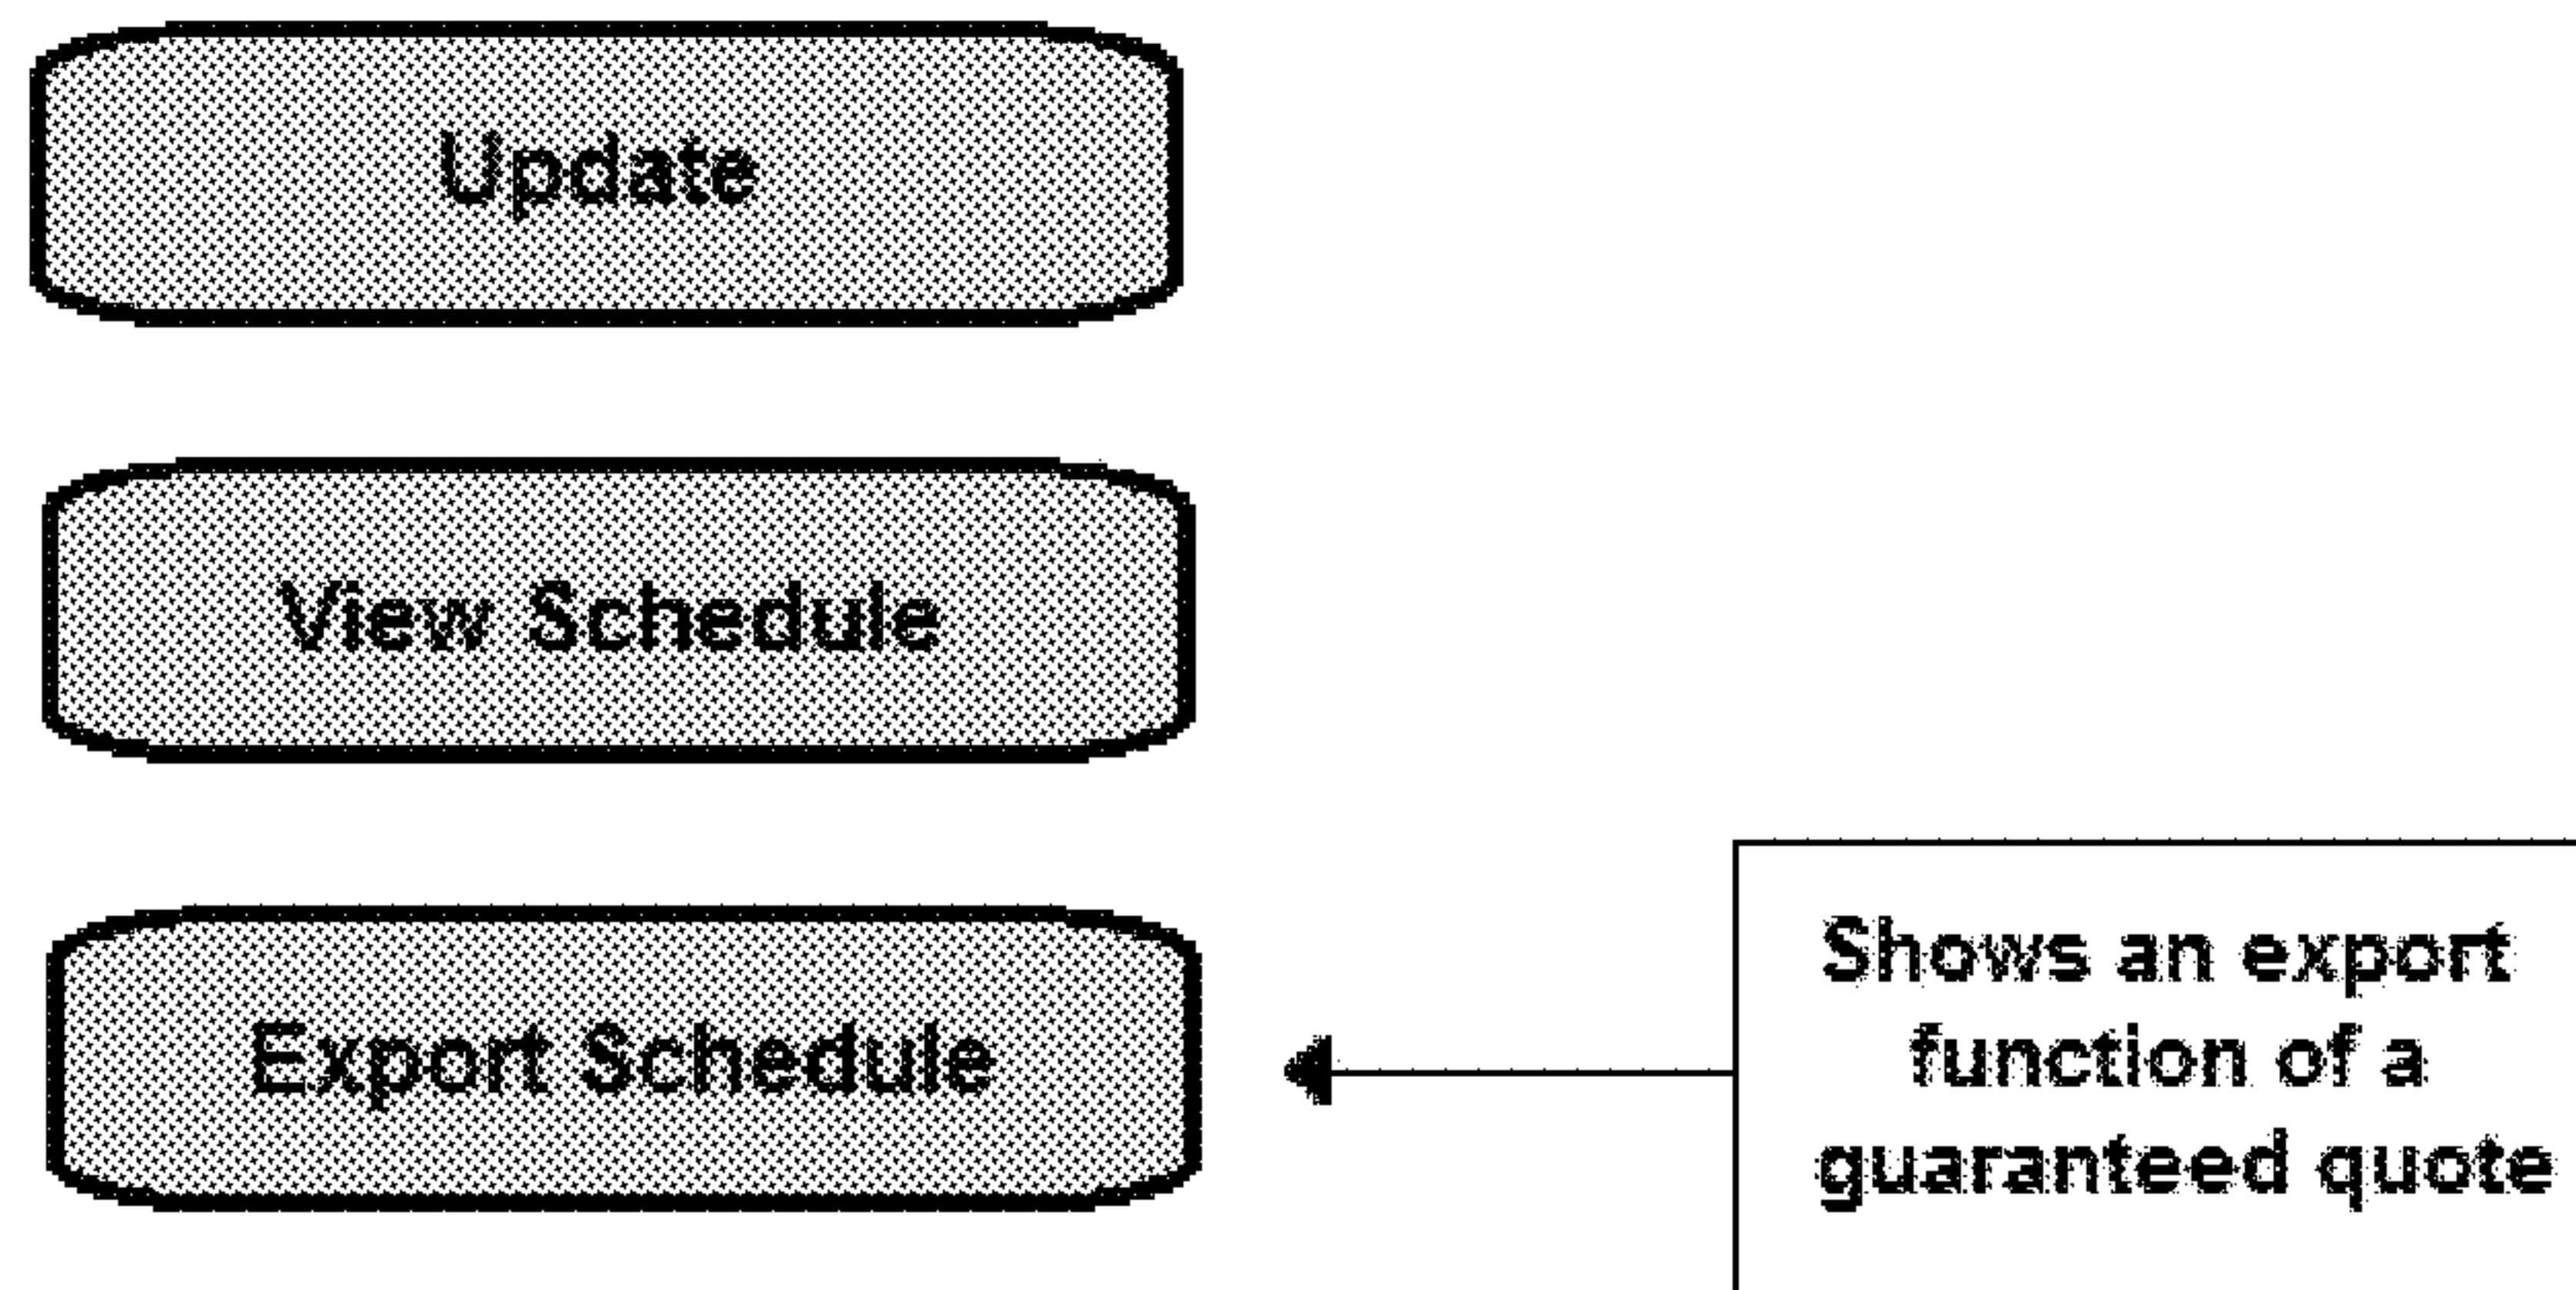 Update
View Schedule
Export Schedule
Shows an export
function of a
guaranteed quote